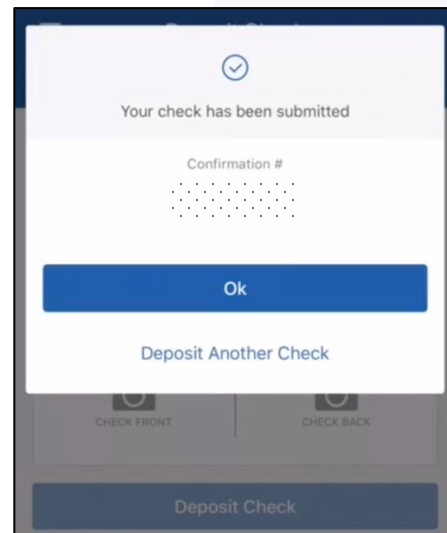 Your check has been submitted
Confirmation #
Ok
Deposit Another Check
CHECK FRONT
CHECK BACK
Deposit Check